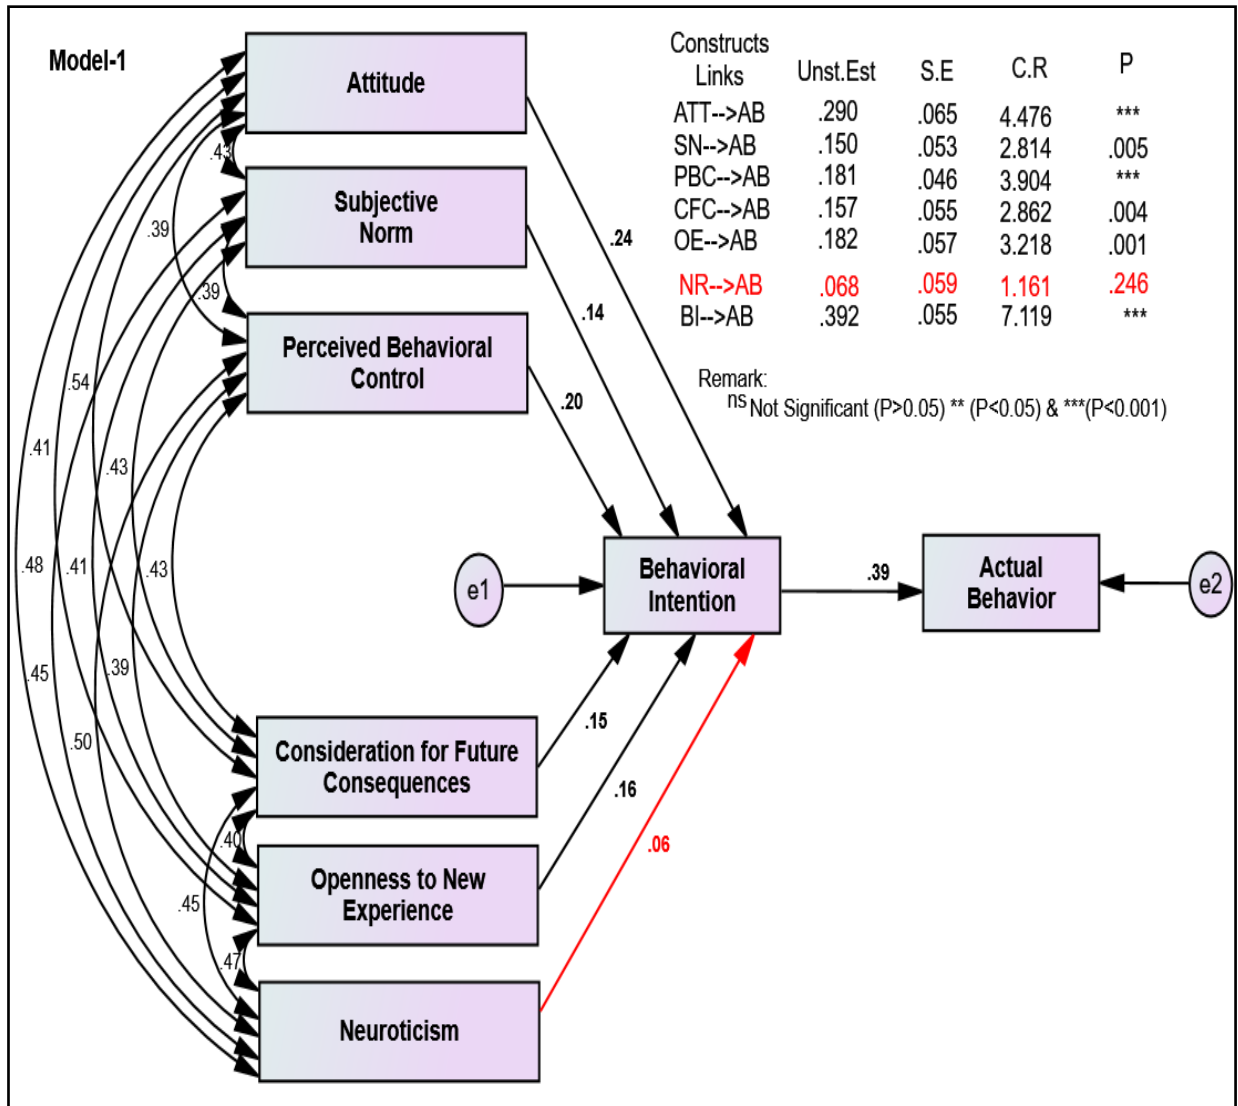 Model-1
Attitude
Subjective
Norm
Perceived Behavioral
Control
Consideration for Future
Consequences
Openness to New
Experience
Neuroticism
Behavioral
Intention
Actual
Behavior
e1
e2
Constructs
Links Unst.Est S.E C.R P
ATT-->AB .290 .065 4.476 ***
SN-->AB .150 .053 2.814 .005
PBC-->AB .181 .046 3.904 ***
CFC-->AB .157 .055 2.862 .004
OE-->AB .182 .057 3.218 .001
NR-->AB .068 .059 1.161 .246
BI-->AB .392 .055 7.119 ***
Remark:
ns Not Significant (P>0.05) ** (P<0.05) & ***(P<0.001)
.24
.14
.20
.15
.16
.06
.39
.43
.39
.39
.54
.41
.43
.48
.41
.43
.45
.39
.50
.40
.45
.47